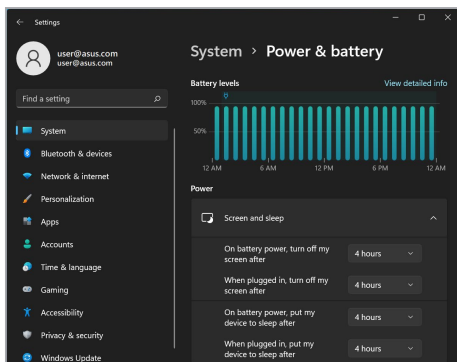 Settings
user@asus.com
user@asus.com
Find a setting
System
Bluetooth & devices
Network & internet
Personalization
Apps
Accounts
Time & language
Gaming
Accessibility
Privacy & security
Windows Update
System > Power & battery
Battery levels
View detailed info
100%
50%
12 AM 6 AM 12 PM 6 PM 12 AM
Power
Screen and sleep
On battery power, turn off my
screen after
4 hours
When plugged in, turn off my
screen after
4 hours
On battery power, put my
device to sleep after
4 hours
When plugged in, put my
device to sleep after
4 hours